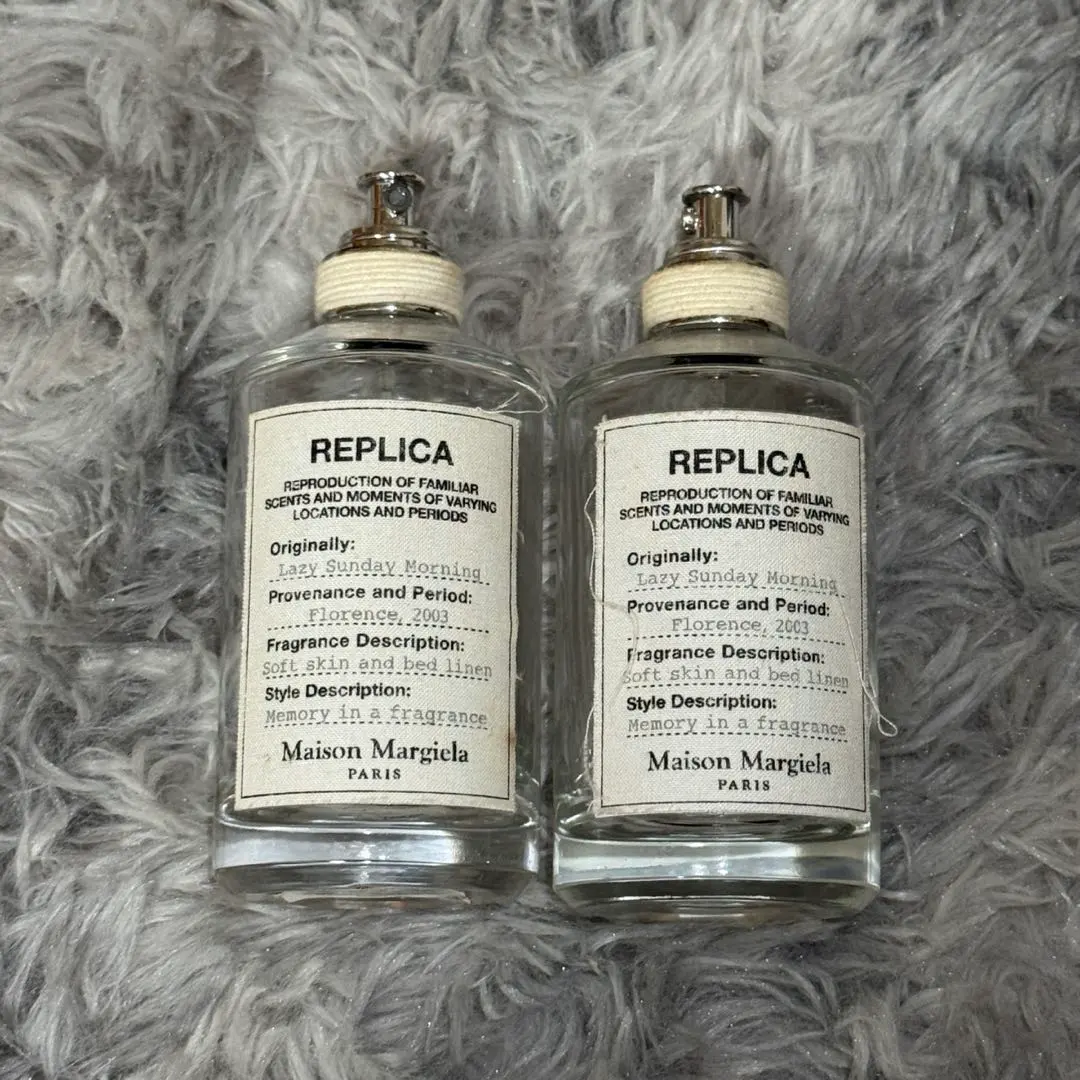 REPLICA
REPRODUCTION OF FAMILIAR
SCENTS AND MOMENTS OF VARYING
LOCATIONS AND PERIODS
Originally:
Lazy Sunday Morning
Provenance and Period:
Florence, 2003
Fragrance Description:
Soft skin and bed linen
Style Description:
Memory in a fragrance
Maison Margiela
PARIS
REPLICA
REPRODUCTION OF FAMILIAR
SCENTS AND MOMENTS OF VARYING
LOCATIONS AND PERIODS
Originally:
Lazy Sunday Morning
Provenance and Period:
Florence, 2003
Fragrance Description:
Soft skin and bed linen
Style Description:
Memory in a fragrance
Maison Margiela
PARIS